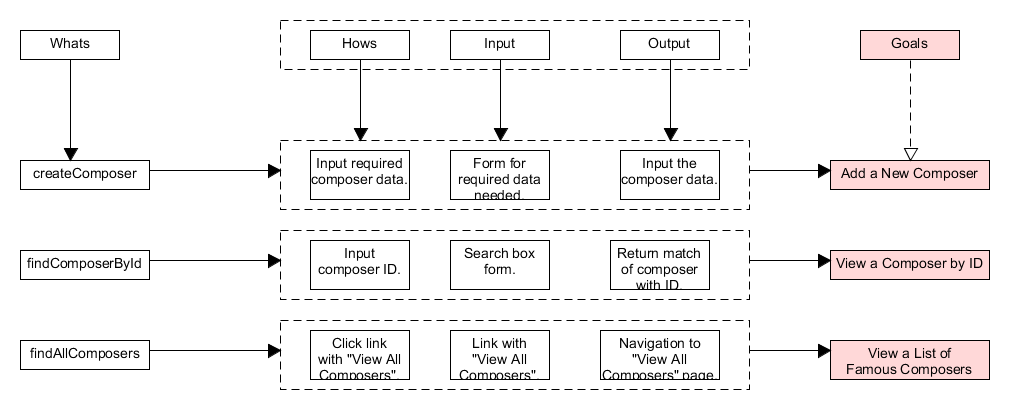 Whats
Hows
Input
Output
Goals
createComposer
Input required
composer data.
Form for
required data
needed.
Input the
composer data.
Add a New Composer
findComposerById
Input
composer ID.
Search box
form.
Return match
of composer
with ID.
View a Composer by ID
findAllComposers
Click link
with "View All
Composers".
Link with
"View All
Composers".
Navigation to
"View All
Composers" page
View a List of
Famous Composers